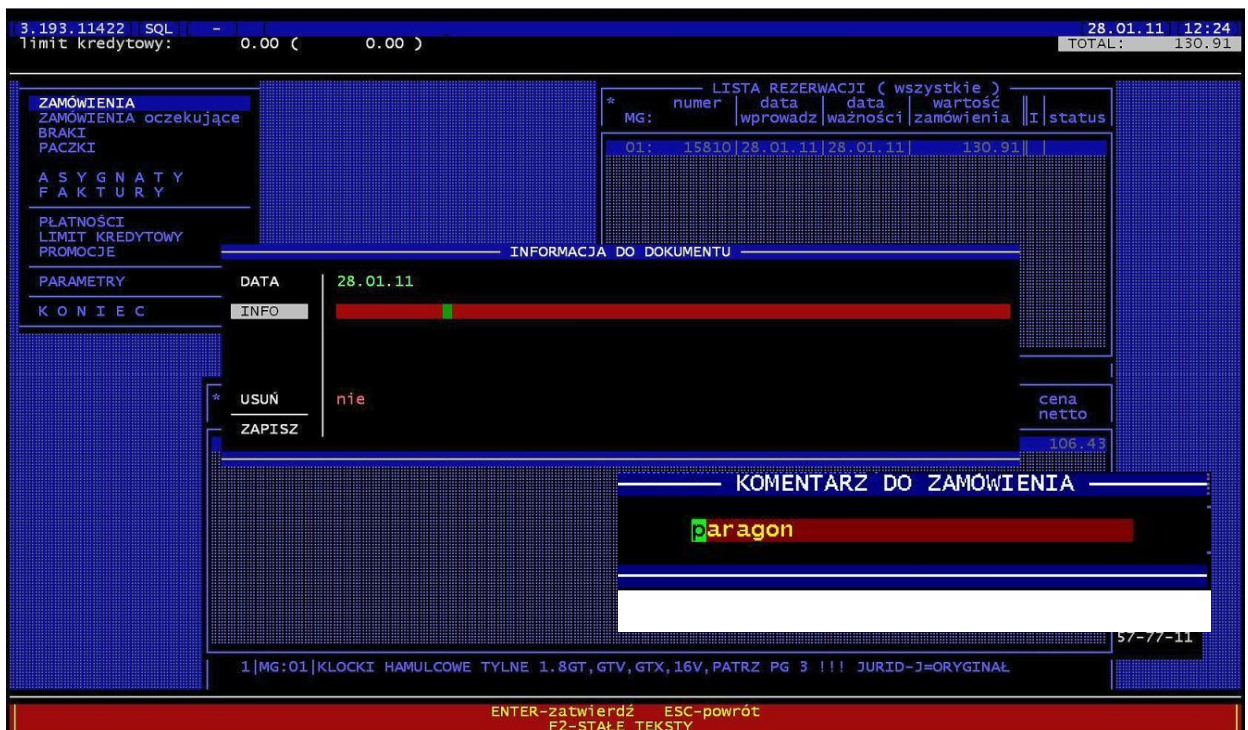 3.193.11422 SQL - 28.01.11 12:24
limit kredytowy: 0.00 ( 0.00 ) TOTAL: 130.91
LISTA REZERWACJI ( wszystkie )
* numer data data wartość
MG: wprowadz ważności zamówienia I status
01: 15810 28.01.11 28.01.11 130.91
ZAMÓWIENIA
ZAMÓWIENIA oczekujące
BRAKI
PACZKI
A S Y G N A T Y
F A K T U R Y
PŁATNOŚCI
LIMIT KREDYTOWY
PROMOCJE
PARAMETRY
K O N I E C
INFORMACJA DO DOKUMENTU
DATA 28.01.11
INFO
USUŃ nie
ZAPISZ
* cena
netto
106.43
KOMENTARZ DO ZAMÓWIENIA
paragon
57-77-11
1|MG:01|KLOCKI HAMULCOWE TYLNE 1.8GT,GTV,GTX,16V,PATRZ PG 3 !!! JURID-J=ORYGINAŁ
ENTER-zatwierdź ESC-powrót
F2-STAŁE TEKSTY